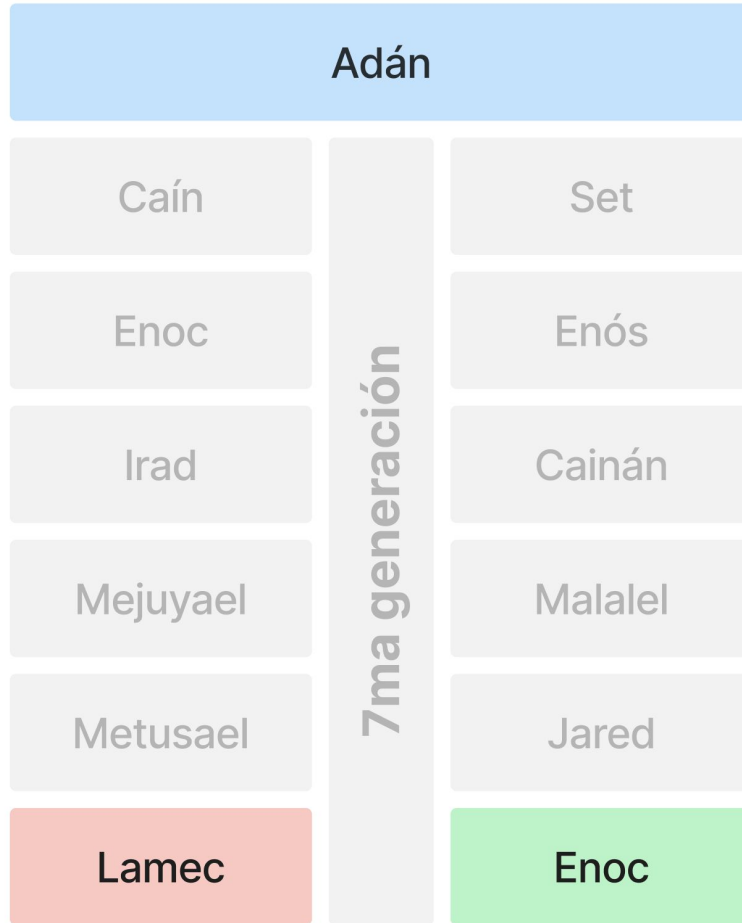 Adán
Caín
Set
Enoc
Enós
Irad
Cainán
Mejuyael
Malalel
Metusael
Jared
7ma generación
Lamec
Enoc